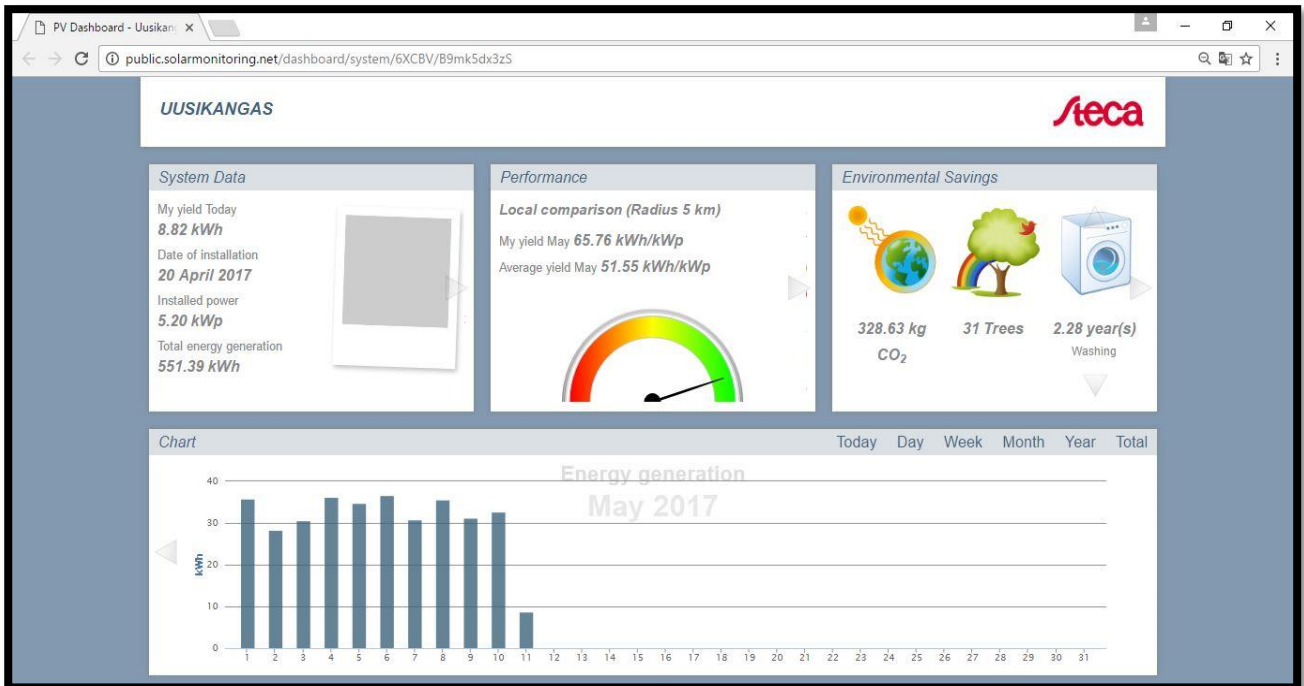 PV Dashboard - Uusikan
public.solarmonitoring.net/dashboard/system/6XCBV/B9mk5dx3zS
UUSIKANGAS
Steca
System Data
My yield Today
8.82 kWh
Date of installation
20 April 2017
Installed power
5.20 kWp
Total energy generation
551.39 kWh
Performance
Local comparison (Radius 5 km)
My yield May 65.76 kWh/kWp
Average yield May 51.55 kWh/kWp
Environmental Savings
328.63 kg
CO2
31 Trees
2.28 year(s)
Washing
Chart
Today Day Week Month Year Total
Energy generation
May 2017
kWh
40
30
20
10
0
1 2 3 4 5 6 7 8 9 10 11 12 13 14 15 16 17 18 19 20 21 22 23 24 25 26 27 28 29 30 31